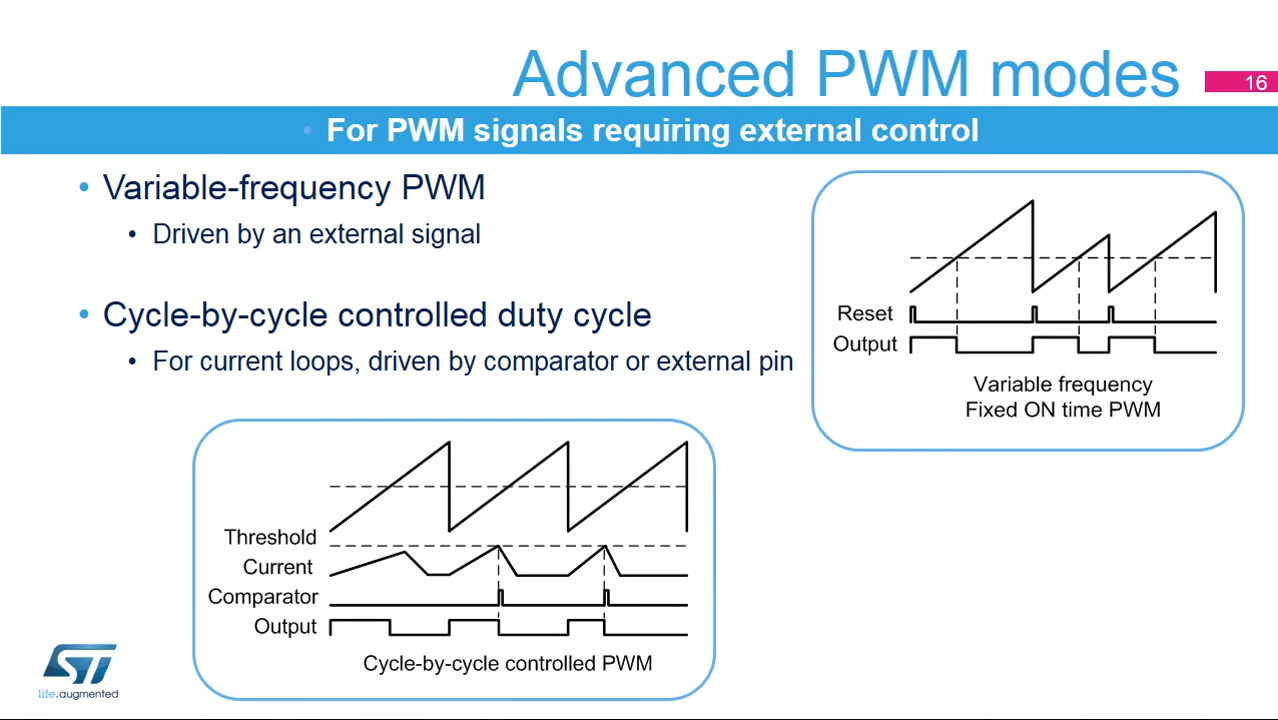 Advanced PWM modes
16
• For PWM signals requiring external control
• Variable-frequency PWM
• Driven by an external signal
• Cycle-by-cycle controlled duty cycle
• For current loops, driven by comparator or external pin
Reset
Output
Variable frequency
Fixed ON time PWM
Threshold
Current
Comparator
Output
Cycle-by-cycle controlled PWM
ST
life.augmented